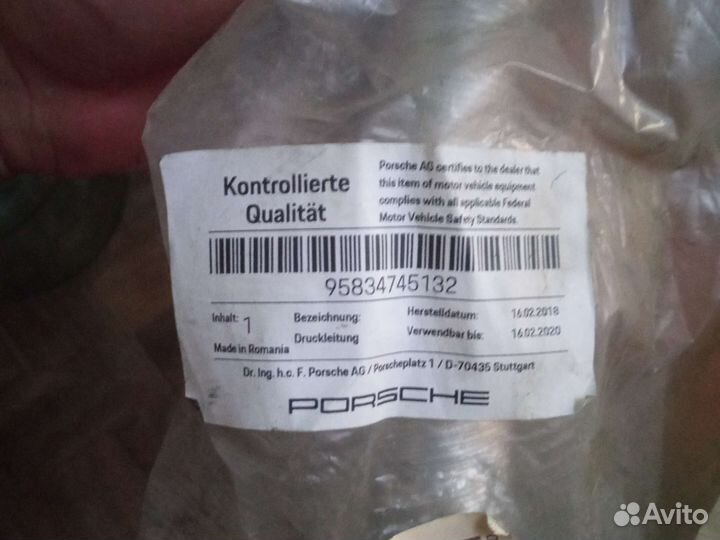 Kontrollierte
Qualität
Porsche AG certifies to the dealer that
this item of motor vehicle equipment
complies with all applicable Federal
Motor Vehicle Safety Standards.
95834745132
Inhalt: 1
Bezeichnung:
Druckleitung
Herstelldatum: 16.02.2018
Verwendbar bis: 16.02.2020
Made in Romania
Dr. Ing. h.c. F. Porsche AG / Porscheplatz 1 / D-70435 Stuttgart
PORSCHE
Avito